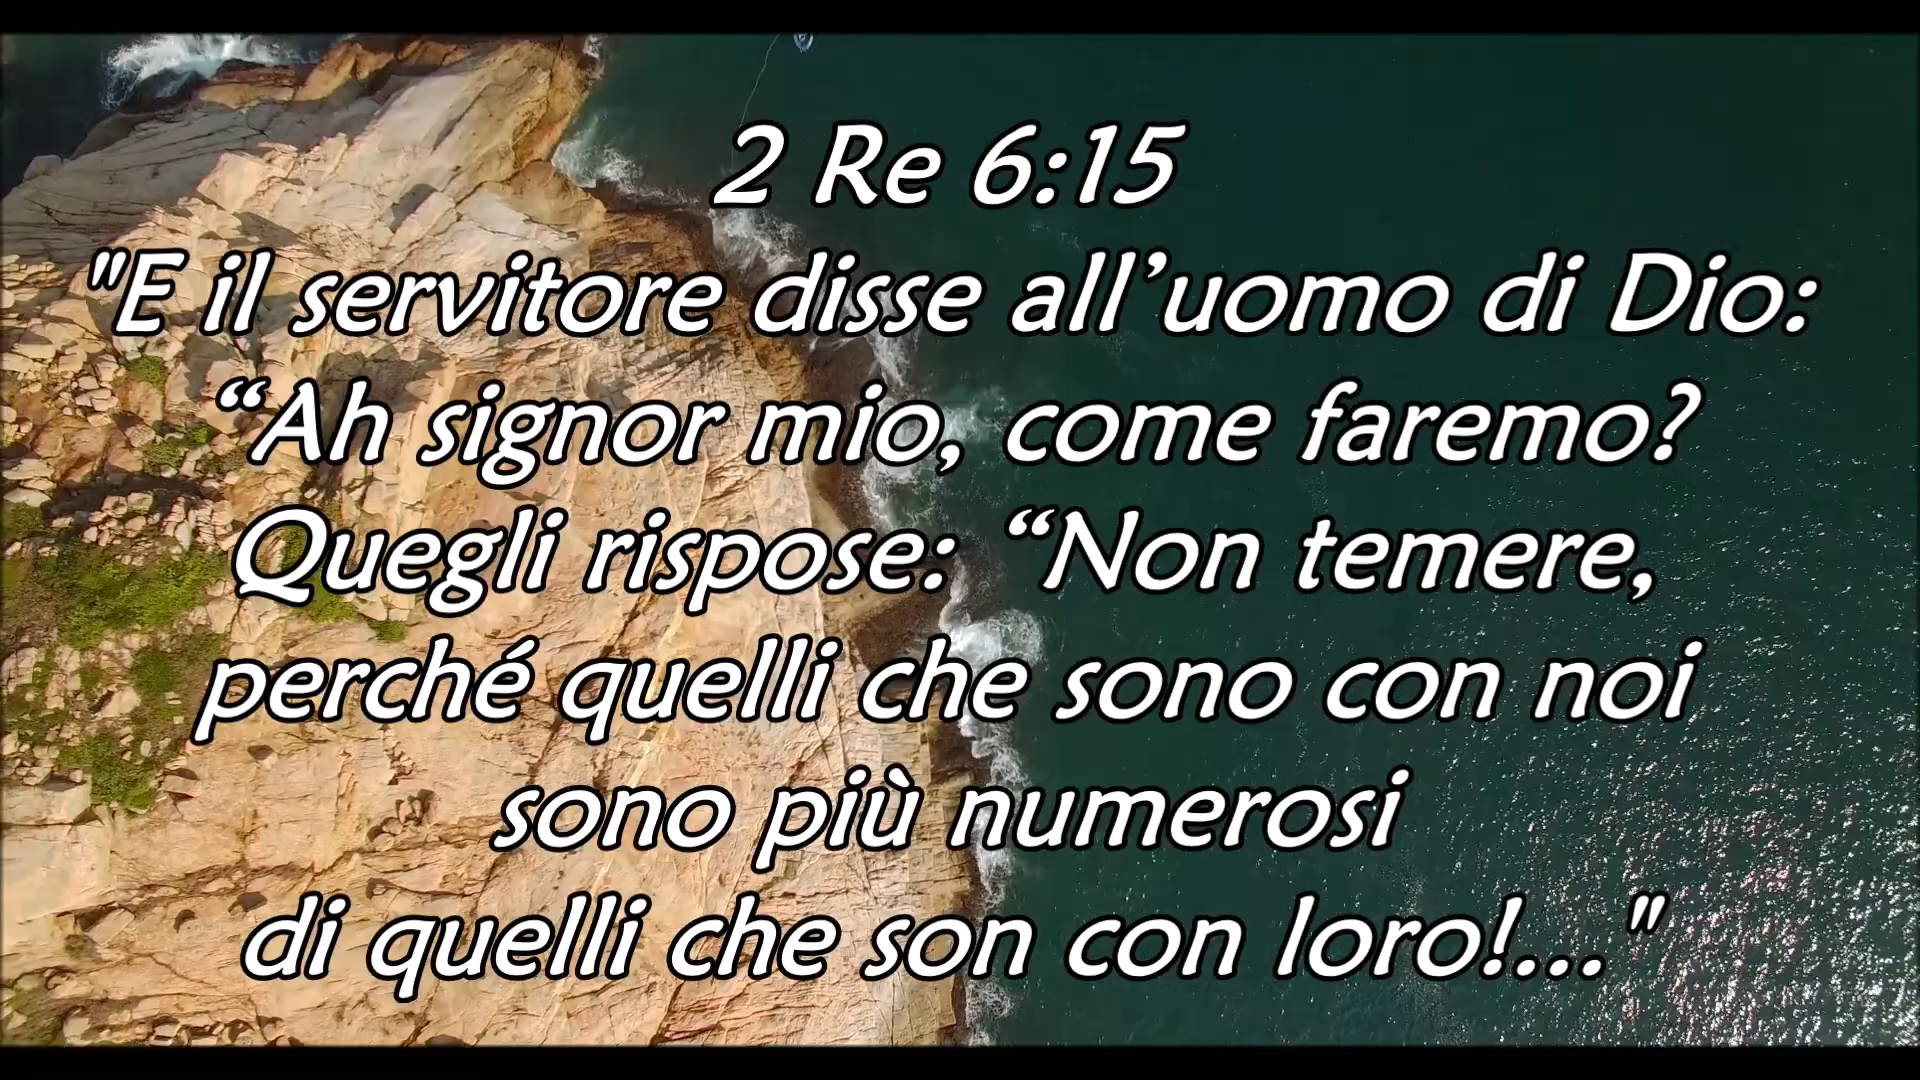 2 Re 6:15
"E il servitore disse all’uomo di Dio:
“Ah signor mio, come faremo?
Quegli rispose: “Non temere,
perché quelli che sono con noi
sono più numerosi
di quelli che son con loro!..."